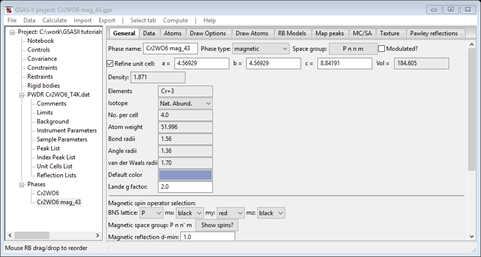 Project: C:\work\GSASII tutorials\Cr2WO6 mag_43.gpx
File Data Calculate Import Export | Select tab Compute | Help
Project: C:\work\GSASII tutorials
Notebook
Controls
Covariance
Constraints
Restraints
Rigid bodies
PWDR Cr2WO6_T4K.dat
Comments
Limits
Background
Instrument Parameters
Sample Parameters
Peak List
Index Peak List
Unit Cells List
Reflection Lists
Phases
Cr2WO6
Cr2WO6 mag_43
General Data Atoms Draw Options Draw Atoms RB Models Map peaks MC/SA Texture Pawley reflections
Phase name: Cr2WO6 mag_43 Phase type: magnetic Space group: P n n m Modulated?
Refine unit cell: a = 4.56929 b = 4.56929 c = 8.84191 Vol = 184.605
Density: 1.871
Elements Cr+3
Isotope Nat. Abund.
No. per cell 4.0
Atom weight 51.996
Bond radii 1.56
Angle radii 1.36
van der Waals radii 1.70
Default color
Lande g factor: 2.0
Magnetic spin operator selection:
BNS lattice: P mx: black my: red mz: black
Magnetic space group: P n n' m Show spins?
Magnetic reflection d-min: 1.0
Mouse RB drag/drop to reorder